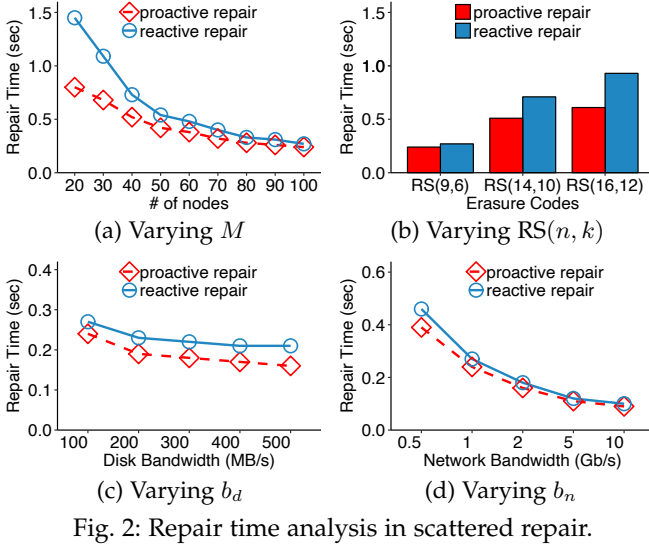 proactive repair
reactive repair
Repair Time (sec)
1.5
1.0
0.5
0.0
20 30 40 50 60 70 80 90 100
# of nodes
(a) Varying M
proactive repair
reactive repair
Repair Time (sec)
1.5
1.0
0.5
0.0
RS(9,6) RS(14,10) RS(16,12)
Erasure Codes
(b) Varying RS(n, k)
proactive repair
reactive repair
Repair Time (sec)
0.4
0.3
0.2
0.1
0.0
100 200 300 400 500
Disk Bandwidth (MB/s)
(c) Varying b_d
proactive repair
reactive repair
Repair Time (sec)
0.6
0.4
0.2
0.0
0.5 1 2 5 10
Network Bandwidth (Gb/s)
(d) Varying b_n
Fig. 2: Repair time analysis in scattered repair.